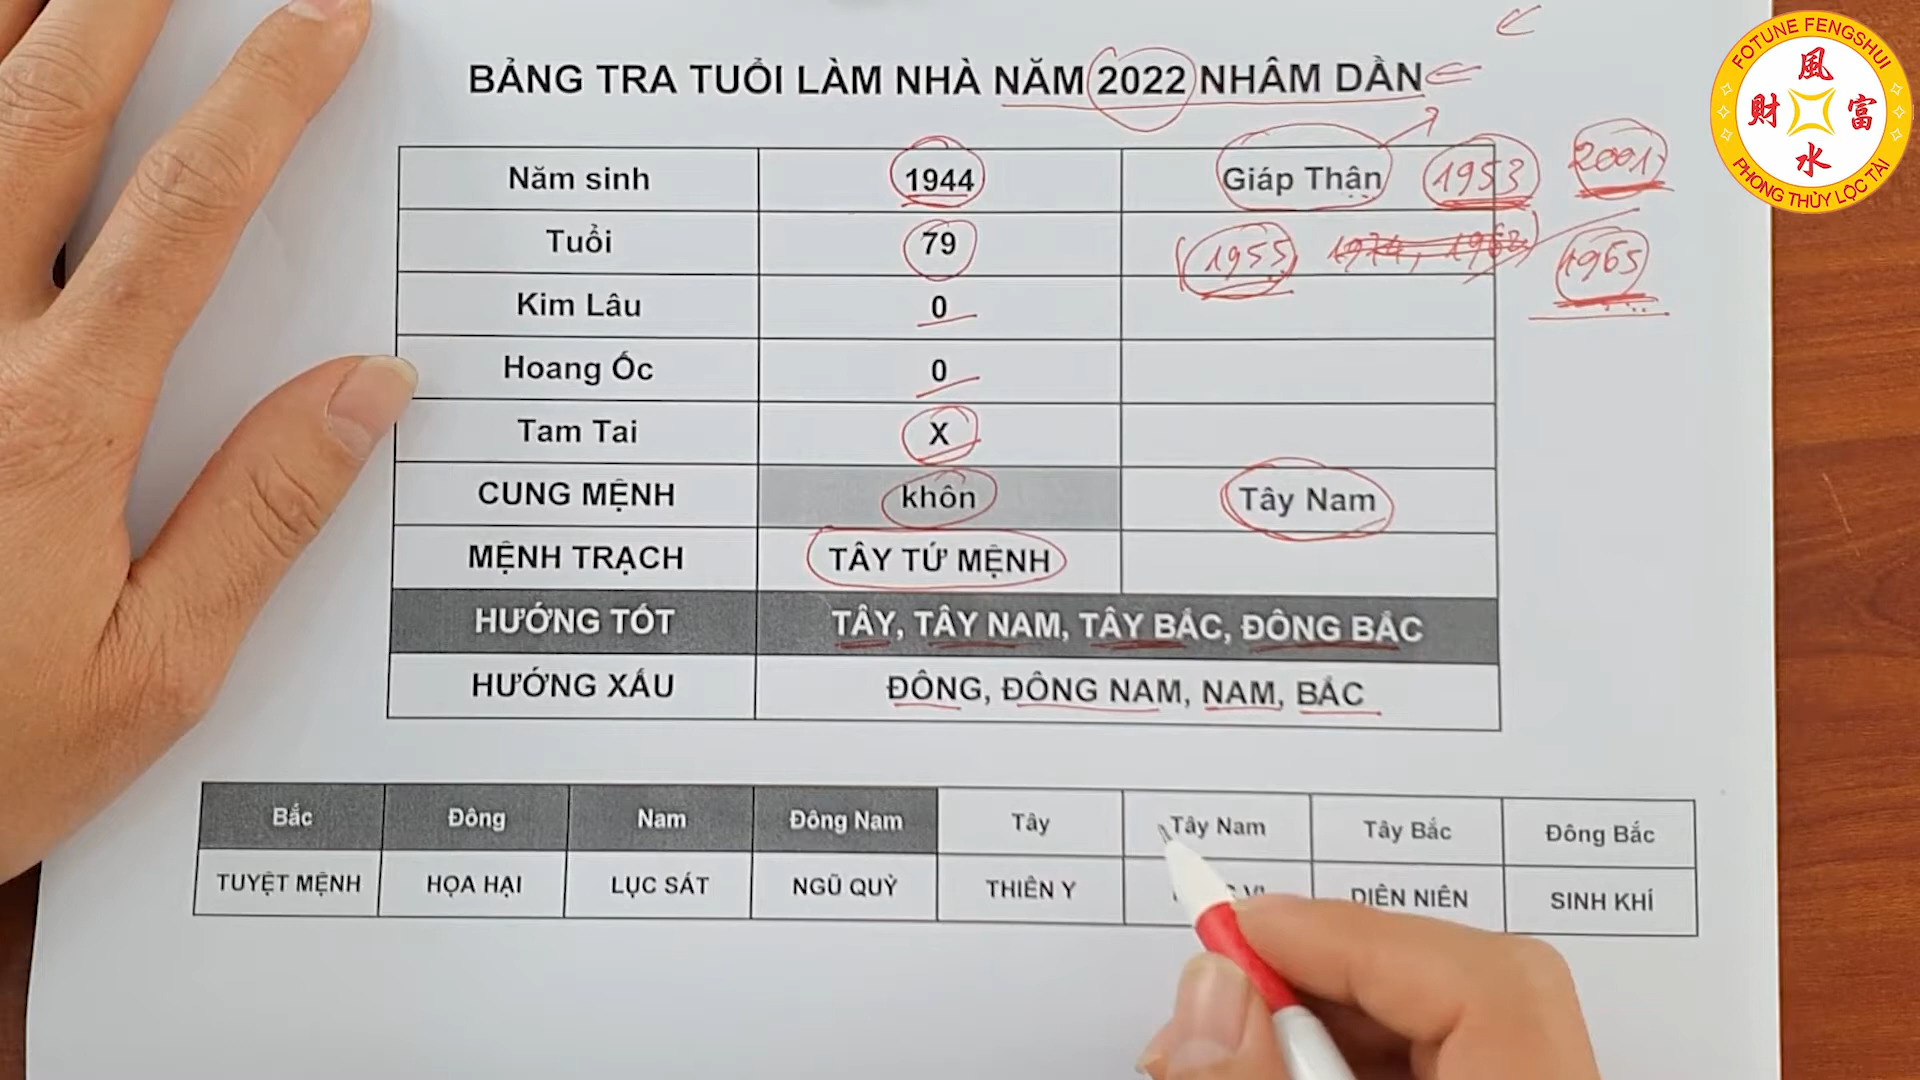 BẢNG TRA TUỔI LÀM NHÀ NĂM 2022 NHÂM DẦN
FOTUNE FENGSHUI
風
財 富
水
PHONG THỦY LỘC TÀI
Năm sinh 1944 Giáp Thận 1953 2001
Tuổi 79 1955 1965
Kim Lâu 0
Hoang Ốc 0
Tam Tai X
CUNG MỆNH khôn Tây Nam
MỆNH TRẠCH TÂY TỨ MỆNH
HƯỚNG TỐT TÂY, TÂY NAM, TÂY BẮC, ĐÔNG BẮC
HƯỚNG XẤU ĐÔNG, ĐÔNG NAM, NAM, BẮC
Bắc Đông Nam Đông Nam Tây Tây Nam Tây Bắc Đông Bắc
TUYỆT MỆNH HỌA HẠI LỤC SÁT NGŨ QUỶ THIÊN Y DIÊN NIÊN SINH KHÍ